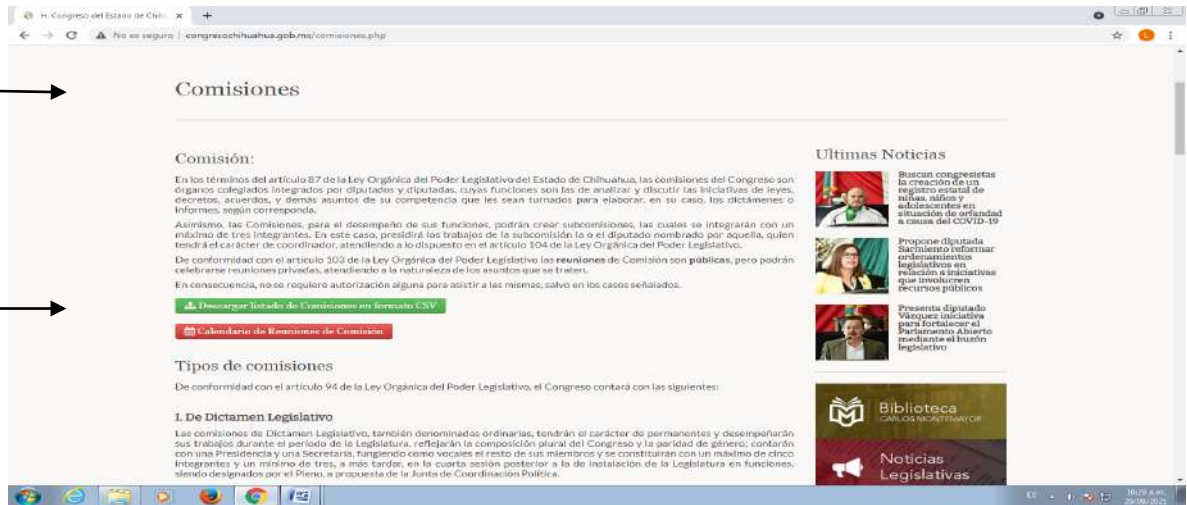 H. Congreso del Estado de Chihu
No es seguro | congresochihuahua.gob.mx/comisiones.php
Comisiones
Comisión:
En los términos del artículo 87 de la Ley Orgánica del Poder Legislativo del Estado de Chihuahua, las comisiones del Congreso son
órganos colegiados integrados por diputados y diputadas, cuyas funciones son las de analizar y discutir las iniciativas de leyes,
decretos, acuerdos, y demás asuntos de su competencia que les sean turnados para elaborar, en su caso, los dictámenes o
informes, según corresponda.
Asimismo, las Comisiones, para el desempeño de sus funciones, podrán crear subcomisiones, las cuales se integrarán con un
máximo de tres integrantes. En este caso, presidirá los trabajos de la subcomisión la o el diputado nombrado por aquella, quien
tendrá el carácter de coordinador, atendiendo a lo dispuesto en el artículo 104 de la Ley Orgánica del Poder Legislativo.
De conformidad con el artículo 103 de la Ley Orgánica del Poder Legislativo las reuniones de Comisión son públicas, pero podrán
celebrarse reuniones privadas, atendiendo a la naturaleza de los asuntos que se traten.
En consecuencia, no se requiere autorización alguna para asistir a las mismas, salvo en los casos señalados.
Descargar listado de Comisiones en formato CSV
Calendario de Reuniones de Comisión
Tipos de comisiones
De conformidad con el artículo 94 de la Ley Orgánica del Poder Legislativo, el Congreso contará con las siguientes:
I. De Dictamen Legislativo
Las comisiones de Dictamen Legislativo, también denominadas ordinarias, tendrán el carácter de permanentes y desempeñarán
sus trabajos durante el período de la Legislatura, reflejarán la composición plural del Congreso y la paridad de género; contarán
con una Presidencia y una Secretaría, fungiendo como vocales el resto de sus miembros y se constituirán con un máximo de cinco
integrantes y un mínimo de tres, a más tardar, en la cuarta sesión posterior a la de instalación de la Legislatura en funciones,
siendo designados por el Pleno, a propuesta de la Junta de Coordinación Política.
Ultimas Noticias
Buscan congresistas
la creación de un
registro estatal de
niñas, niños y
adolescentes en
situación de orfandad
a causa del COVID-19
Propone diputada
Sarmiento reformar
ordenamientos
legislativos en
relación a iniciativas
que involucren
recursos públicos
Presenta diputado
Vázquez iniciativa
para fortalecer el
Parlamento Abierto
mediante el buzón
legislativo
Biblioteca
CARLOS MONTEMAYOR
Noticias
Legislativas
ES